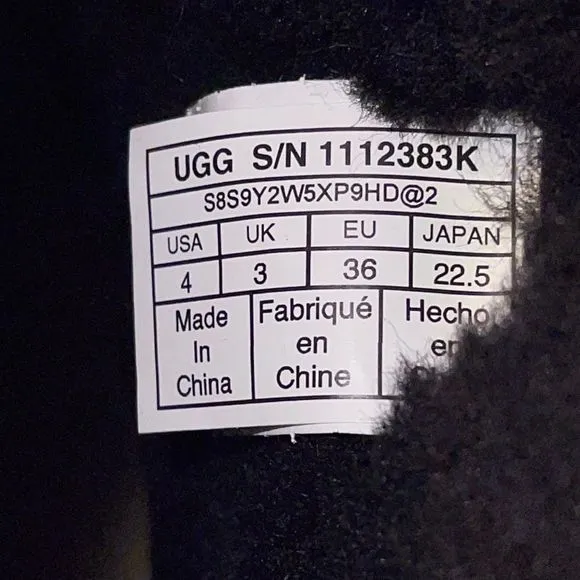 UGG S/N 1112383K
S8S9Y2W5XP9HD@2
USA UK EU JAPAN
4 3 36 22.5
Made Fabriqué Hecho
In en en
China Chine